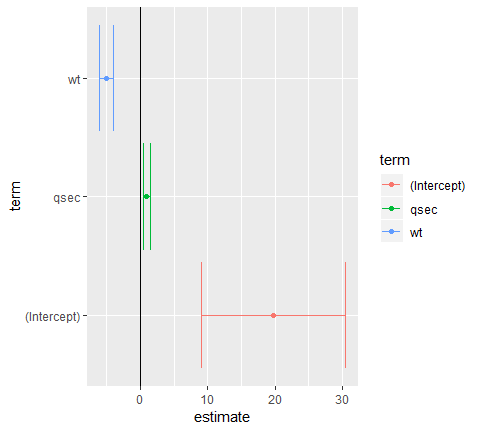 wt
qsec
(Intercept)
term
0 10 20 30
estimate
term
(Intercept)
qsec
wt